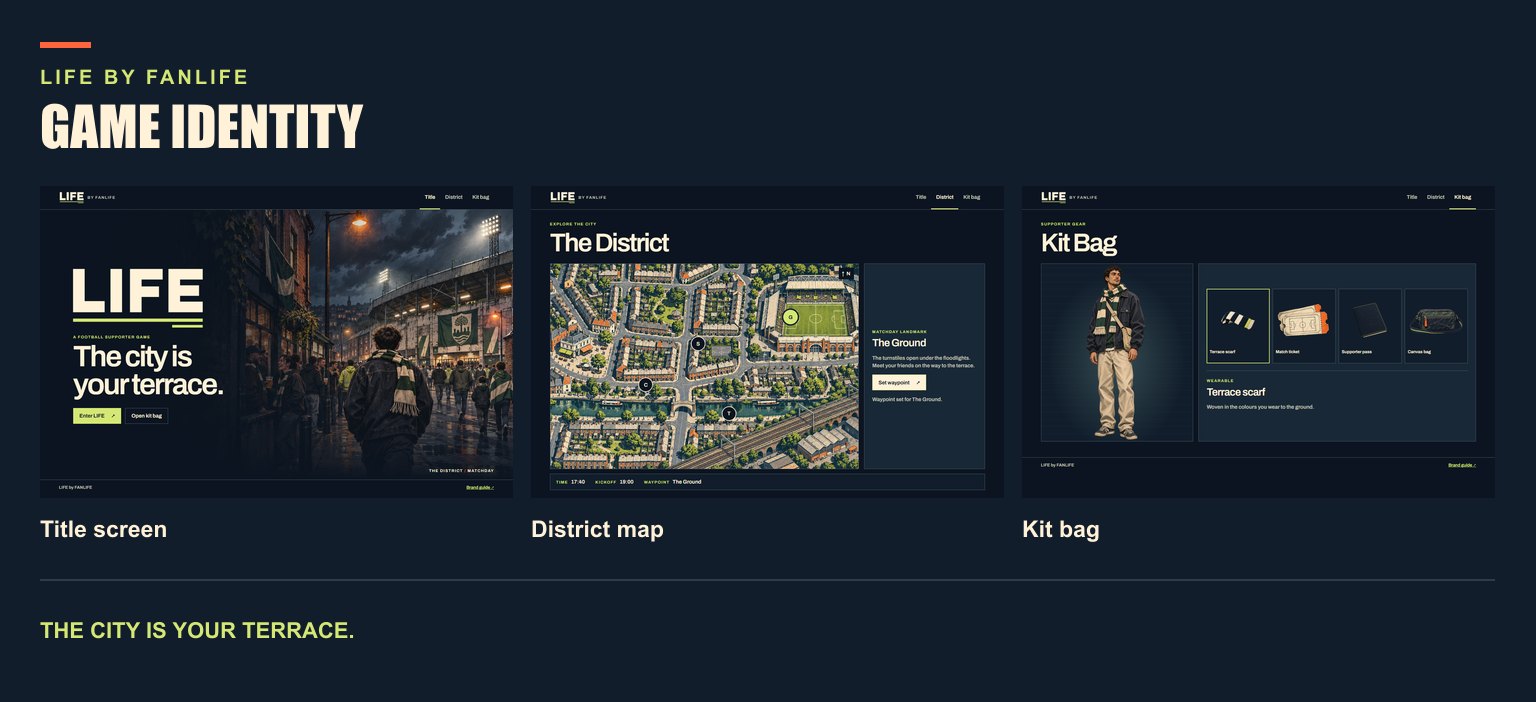 LIFE BY FANLIFE
GAME IDENTITY
LIFE BY FANLIFE
Title District Kit bag
LIFE
A FOOTBALL SUPPORTER GAME
The city is
your terrace.
Enter LIFE ↗ Open kit bag
THE DISTRICT / MATCHDAY
LIFE by FANLIFE Brand guide ↗
Title screen
LIFE BY FANLIFE
Title District Kit bag
EXPLORE THE CITY
The District
↑ N
G
S
C
T
MATCHDAY LANDMARK
The Ground
The turnstiles open under the floodlights.
Meet your friends on the way to the terrace.
Set waypoint ↗
Waypoint set for The Ground.
TIME 17:40 KICKOFF 19:00 WAYPOINT The Ground
District map
LIFE BY FANLIFE
Title District Kit bag
SUPPORTER GEAR
Kit Bag
Terrace scarf Match ticket Supporter pass Canvas bag
WEARABLE
Terrace scarf
Woven in the colours you wear to the ground.
LIFE by FANLIFE Brand guide ↗
Kit bag
THE CITY IS YOUR TERRACE.